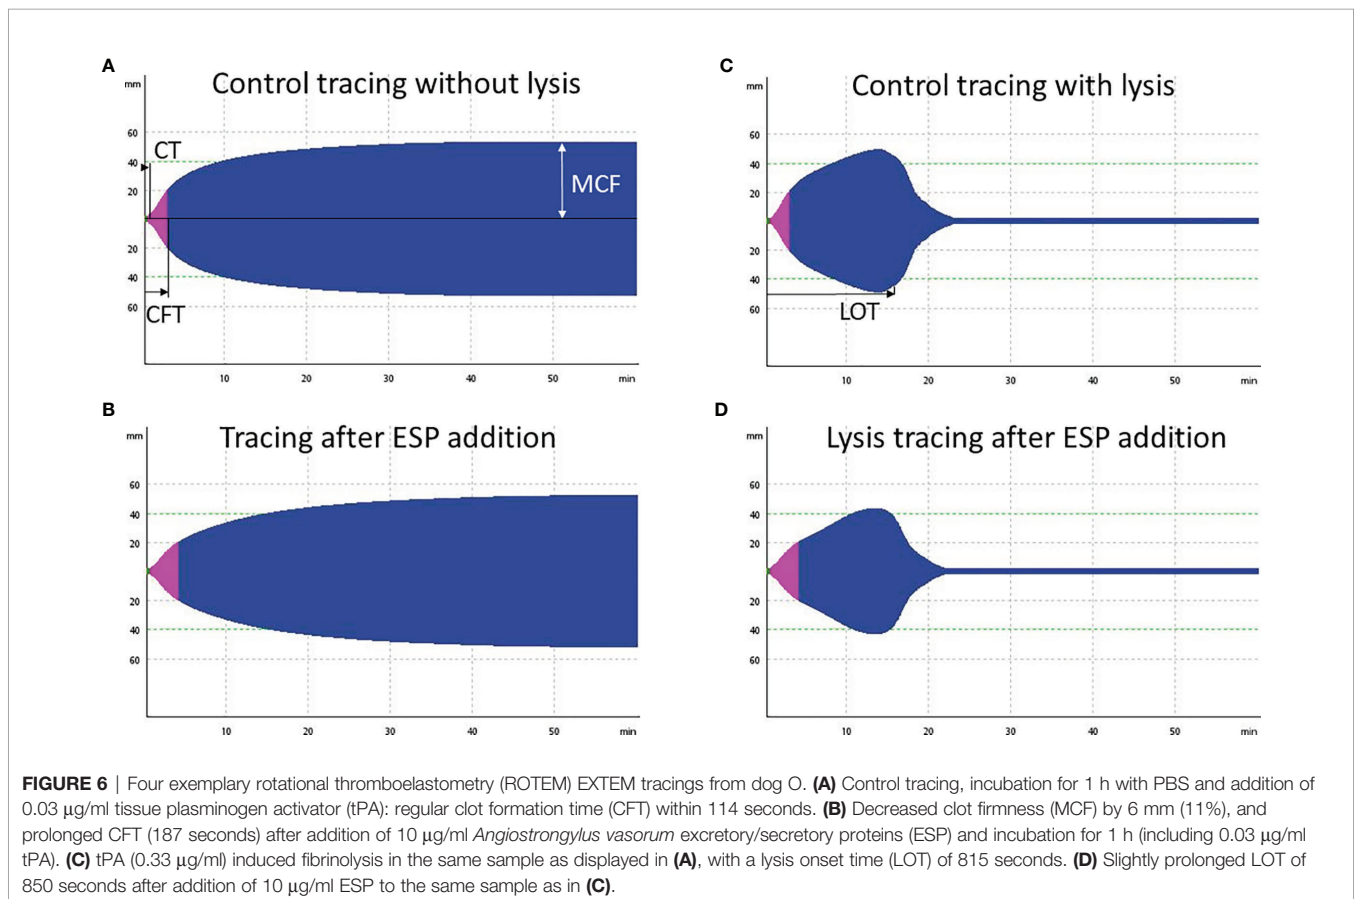 A
Control tracing without lysis
mm
60
CT
40
20
MCF
20
40
CFT
60
10 20 30 40 50 min
C
Control tracing with lysis
mm
60
40
20
20
40
LOT
60
10 20 30 40 50 min
B
Tracing after ESP addition
mm
60
40
20
20
40
60
10 20 30 40 50 min
D
Lysis tracing after ESP addition
mm
60
40
20
20
40
60
10 20 30 40 50 min
FIGURE 6 | Four exemplary rotational thromboelastometry (ROTEM) EXTEM tracings from dog O. (A) Control tracing, incubation for 1 h with PBS and addition of
0.03 μg/ml tissue plasminogen activator (tPA): regular clot formation time (CFT) within 114 seconds. (B) Decreased clot firmness (MCF) by 6 mm (11%), and
prolonged CFT (187 seconds) after addition of 10 μg/ml Angiostrongylus vasorum excretory/secretory proteins (ESP) and incubation for 1 h (including 0.03 μg/ml
tPA). (C) tPA (0.33 μg/ml) induced fibrinolysis in the same sample as displayed in (A), with a lysis onset time (LOT) of 815 seconds. (D) Slightly prolonged LOT of
850 seconds after addition of 10 μg/ml ESP to the same sample as in (C).